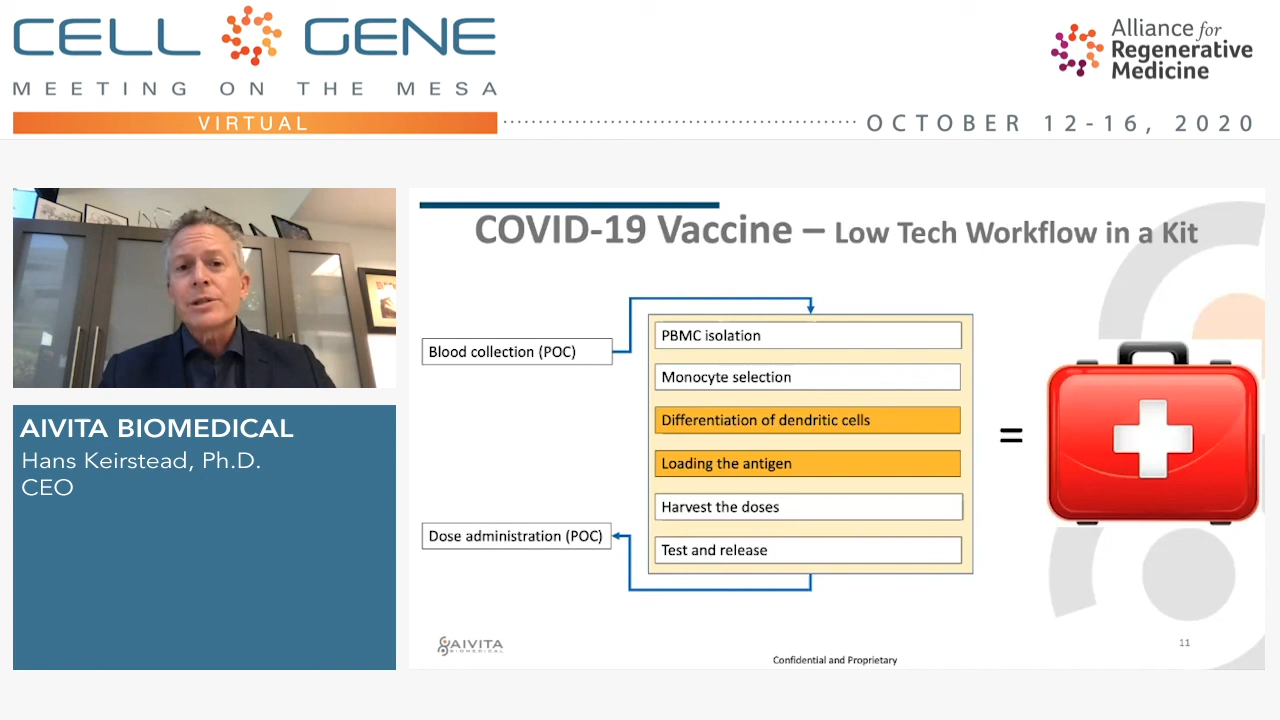 CELL GENE
MEETING ON THE MESA
VIRTUAL
Alliance for
Regenerative
Medicine
OCTOBER 12-16, 2020
AIVITA BIOMEDICAL
Hans Keirstead, Ph.D.
CEO
COVID-19 Vaccine – Low Tech Workflow in a Kit
Blood collection (POC)
PBMC isolation
Monocyte selection
Differentiation of dendritic cells
Loading the antigen
Harvest the doses
Test and release
Dose administration (POC)
=
AIVITA
BIOMEDICAL
Confidential and Proprietary
11